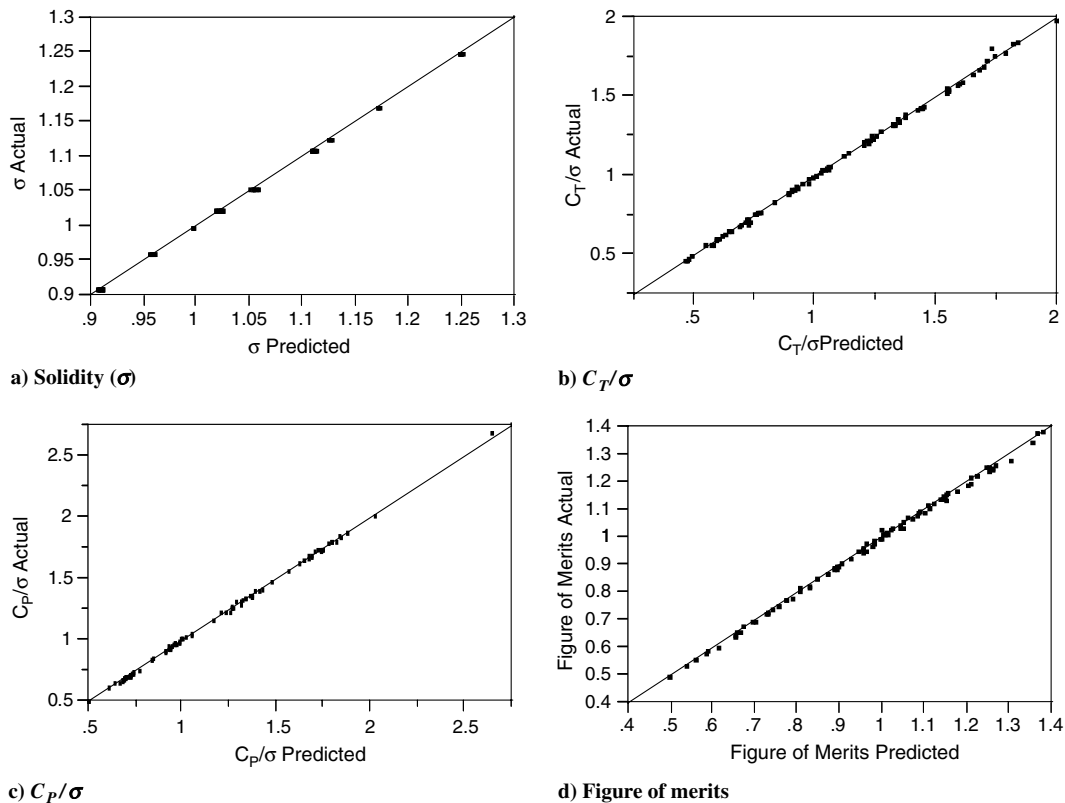 1.3
1.25
1.2
1.15
1.1
1.05
1
0.95
0.9
σ Actual
.9 .95 1 1.05 1.1 1.15 1.2 1.25 1.3
σ Predicted
a) Solidity (σ)
2
1.5
1
0.5
C_T/σ Actual
.5 1 1.5 2
C_T/σPredicted
b) C_T/σ
2.5
2
1.5
1
0.5
C_P/σ Actual
.5 1 1.5 2 2.5
C_P/σ Predicted
c) C_P/σ
1.4
1.3
1.2
1.1
1
0.9
0.8
0.7
0.6
0.5
0.4
Figure of Merits Actual
.4 .5 .6 .7 .8 .9 1 1.1 1.2 1.3 1.4
Figure of Merits Predicted
d) Figure of merits